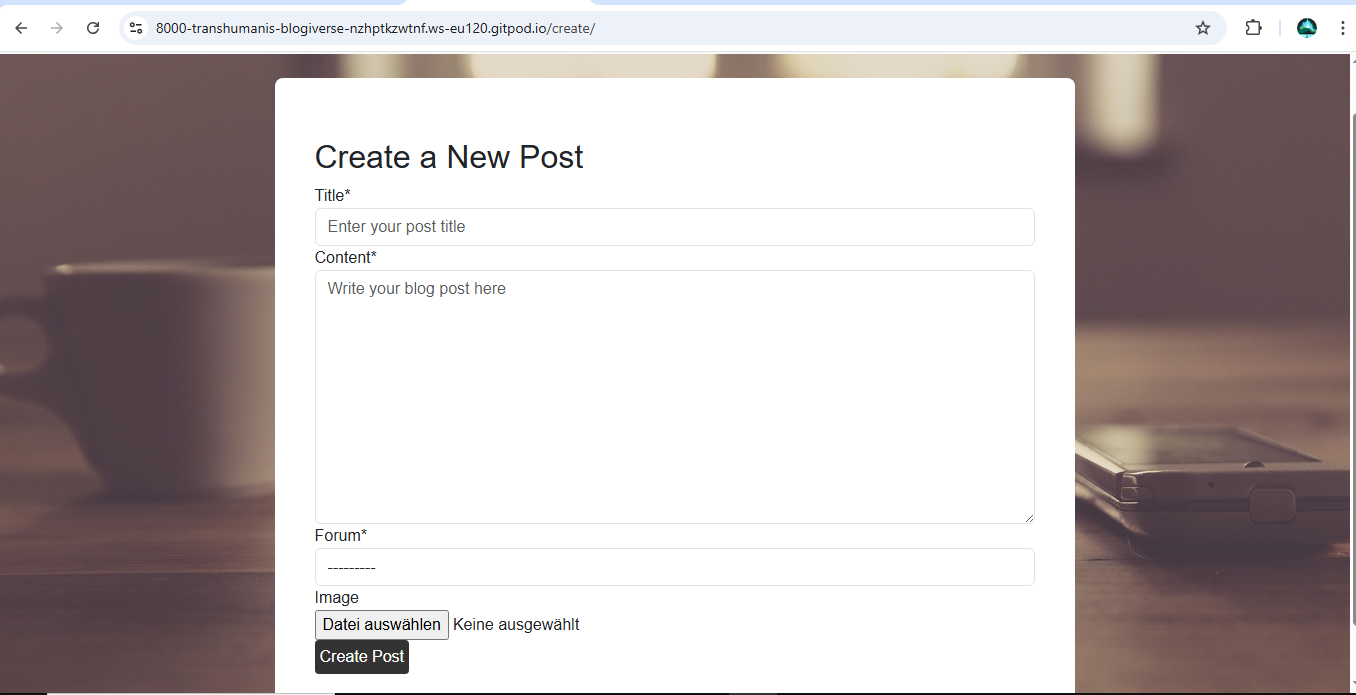 8000-transhumanis-blogiverse-nzhptkzwtnf.ws-eu120.gitpod.io/create/
Create a New Post
Title*
Enter your post title
Content*
Write your blog post here
Forum*
---------
Image
Datei auswählen Keine ausgewählt
Create Post